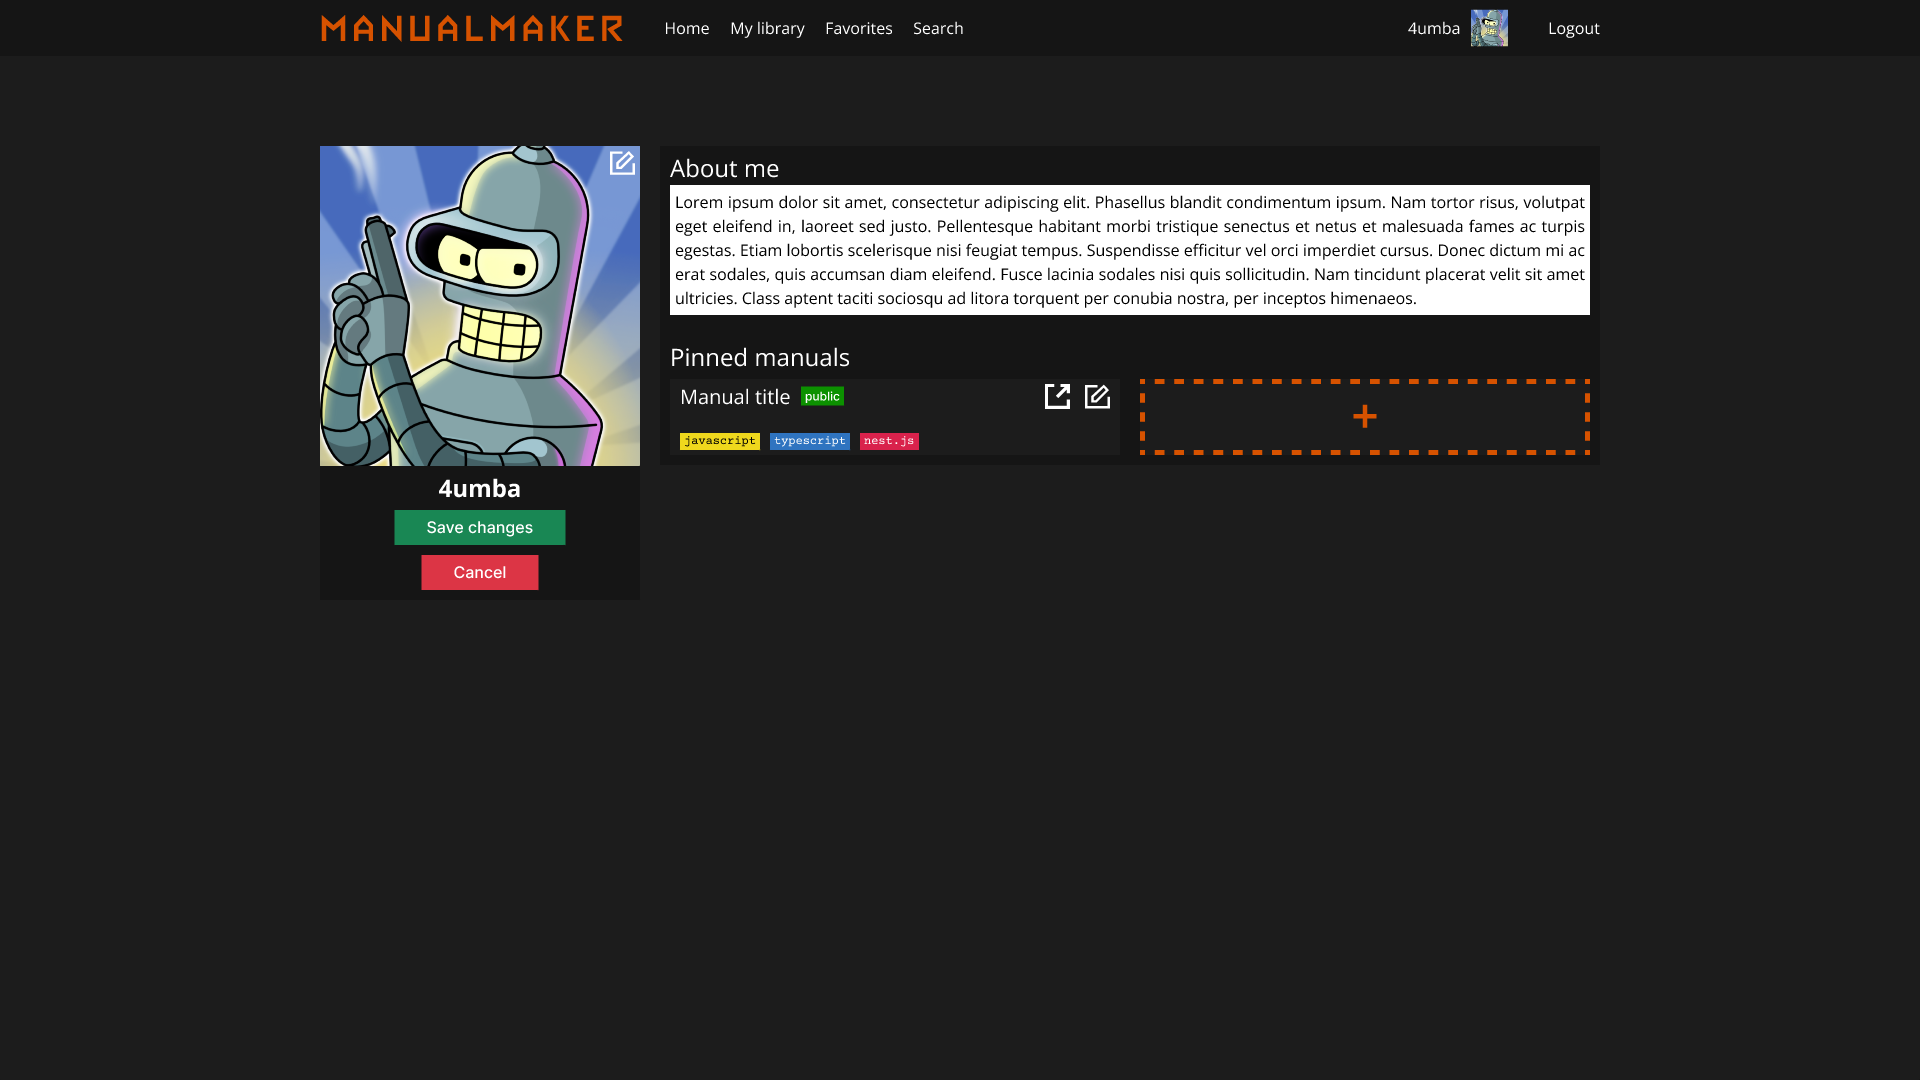 MANUALMAKER Home My library Favorites Search 4umba Logout
About me
Lorem ipsum dolor sit amet, consectetur adipiscing elit. Phasellus blandit condimentum ipsum. Nam tortor risus, volutpat
eget eleifend in, laoreet sed justo. Pellentesque habitant morbi tristique senectus et netus et malesuada fames ac turpis
egestas. Etiam lobortis scelerisque nisi feugiat tempus. Suspendisse efficitur vel orci imperdiet cursus. Donec dictum mi ac
erat sodales, quis accumsan diam eleifend. Fusce lacinia sodales nisi quis sollicitudin. Nam tincidunt placerat velit sit amet
ultricies. Class aptent taciti sociosqu ad litora torquent per conubia nostra, per inceptos himenaeos.
Pinned manuals
Manual title public
+
javascript typescript nest.js
4umba
Save changes
Cancel